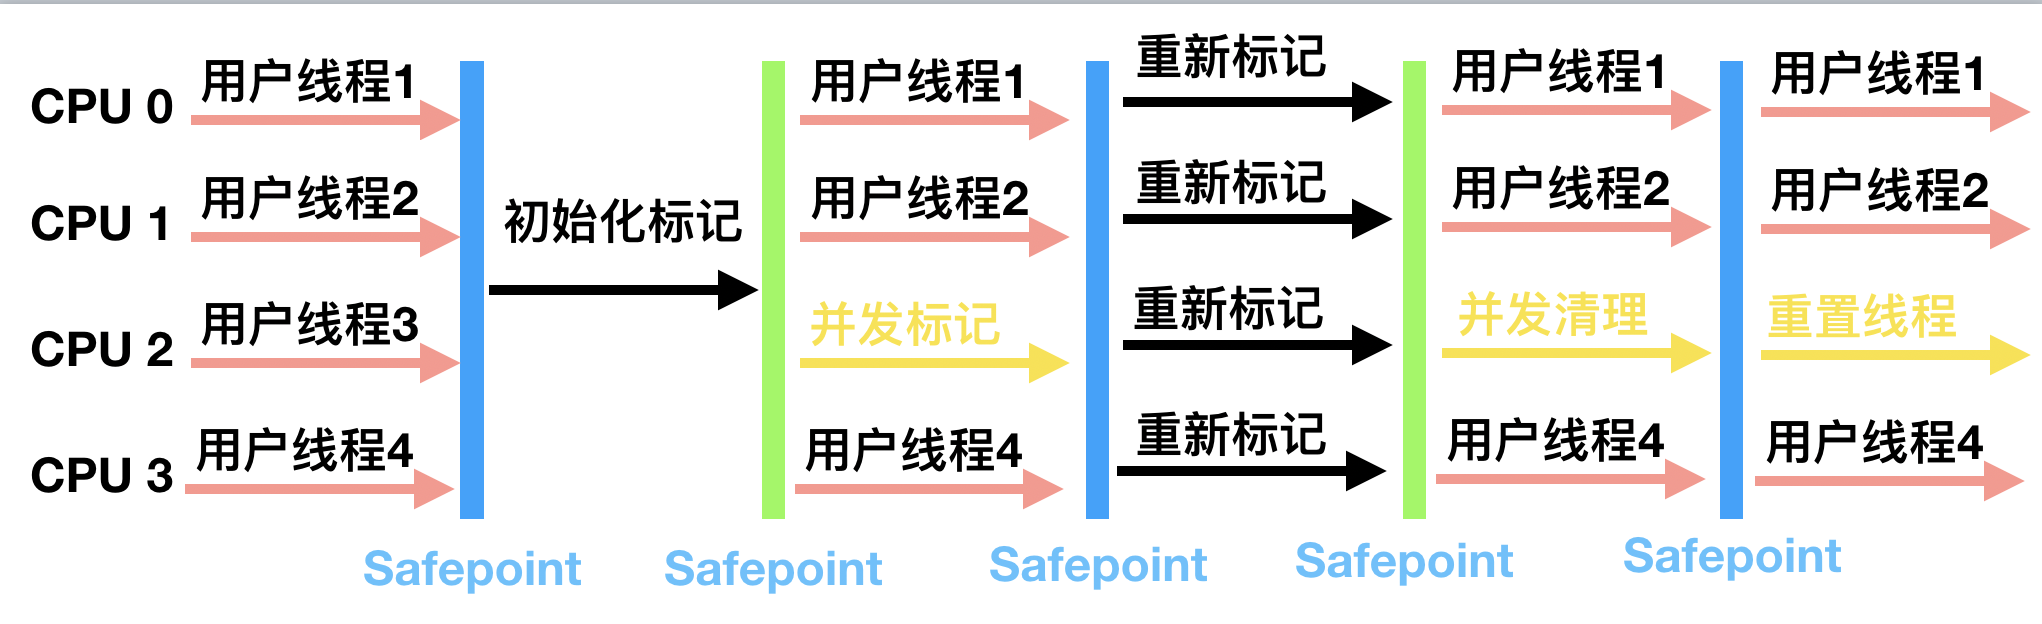 CPU 0 用户线程1 用户线程1 重新标记 用户线程1 用户线程1
CPU 1 用户线程2 初始化标记 用户线程2 重新标记 用户线程2 用户线程2
CPU 2 用户线程3 并发标记 重新标记 并发清理 重置线程
CPU 3 用户线程4 用户线程4 重新标记 用户线程4 用户线程4
Safepoint Safepoint Safepoint Safepoint Safepoint